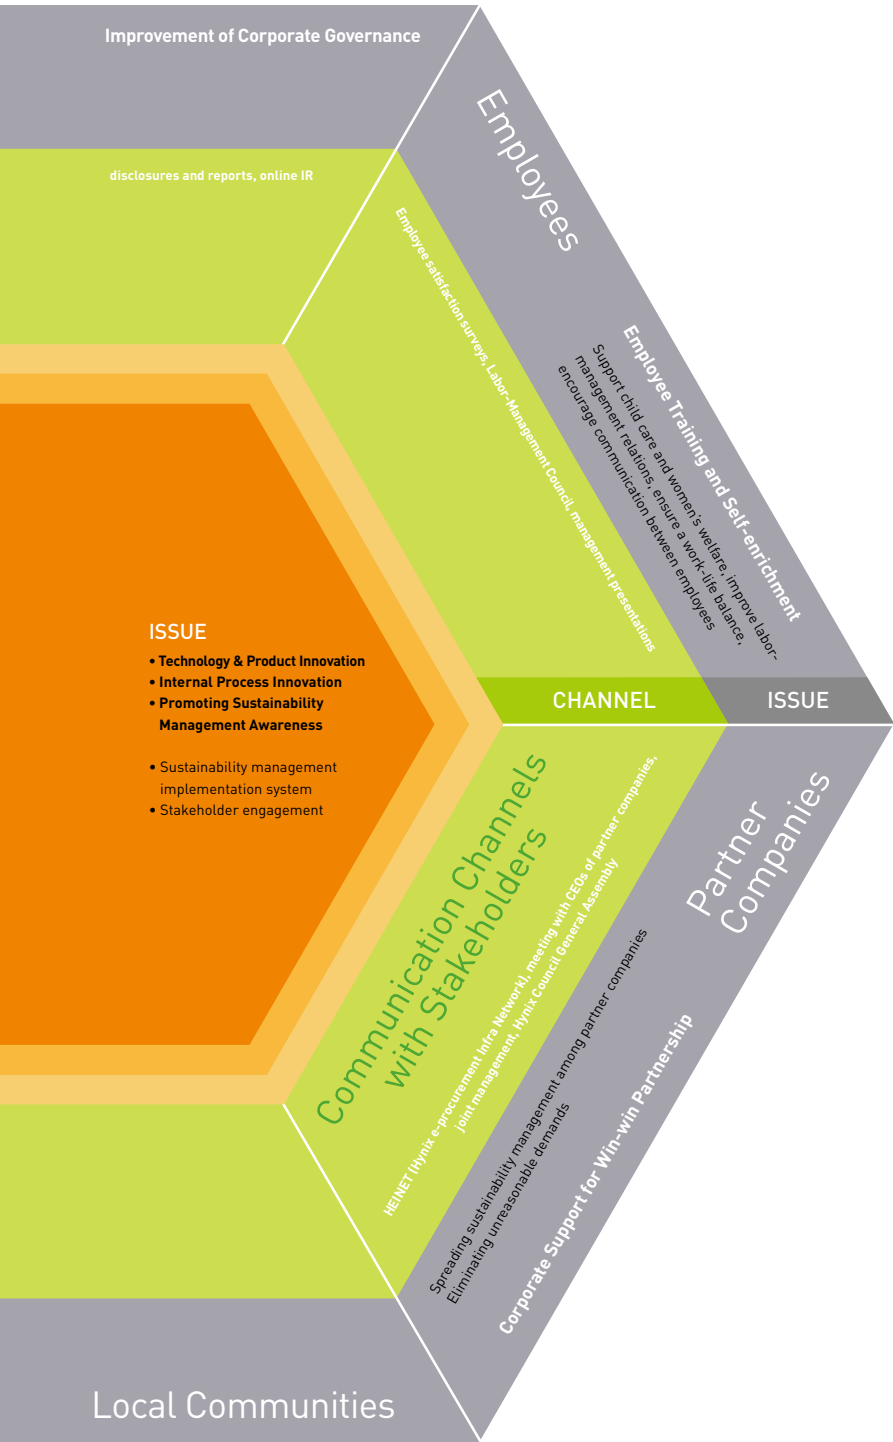 Improvement of Corporate Governance
disclosures and reports, online IR
Employees
Employee satisfaction surveys, Labor-Management Council, management presentations
Employee Training and Self-enrichment
Support child care and women's welfare, improve labor-
management relations, ensure a work-life balance,
encourage communication between employees
ISSUE
• Technology & Product Innovation
• Internal Process Innovation
• Promoting Sustainability
Management Awareness
• Sustainability management
implementation system
• Stakeholder engagement
CHANNEL
ISSUE
Communication Channels
with Stakeholders
HEINET (Hynix e-procurement Infra Network), meeting with CEOs of partner companies,
joint management, Hynix Council General Assembly
Partner
Companies
Spreading sustainability management among partner companies
Eliminating unreasonable demands
Corporate Support for Win-win Partnership
Local Communities